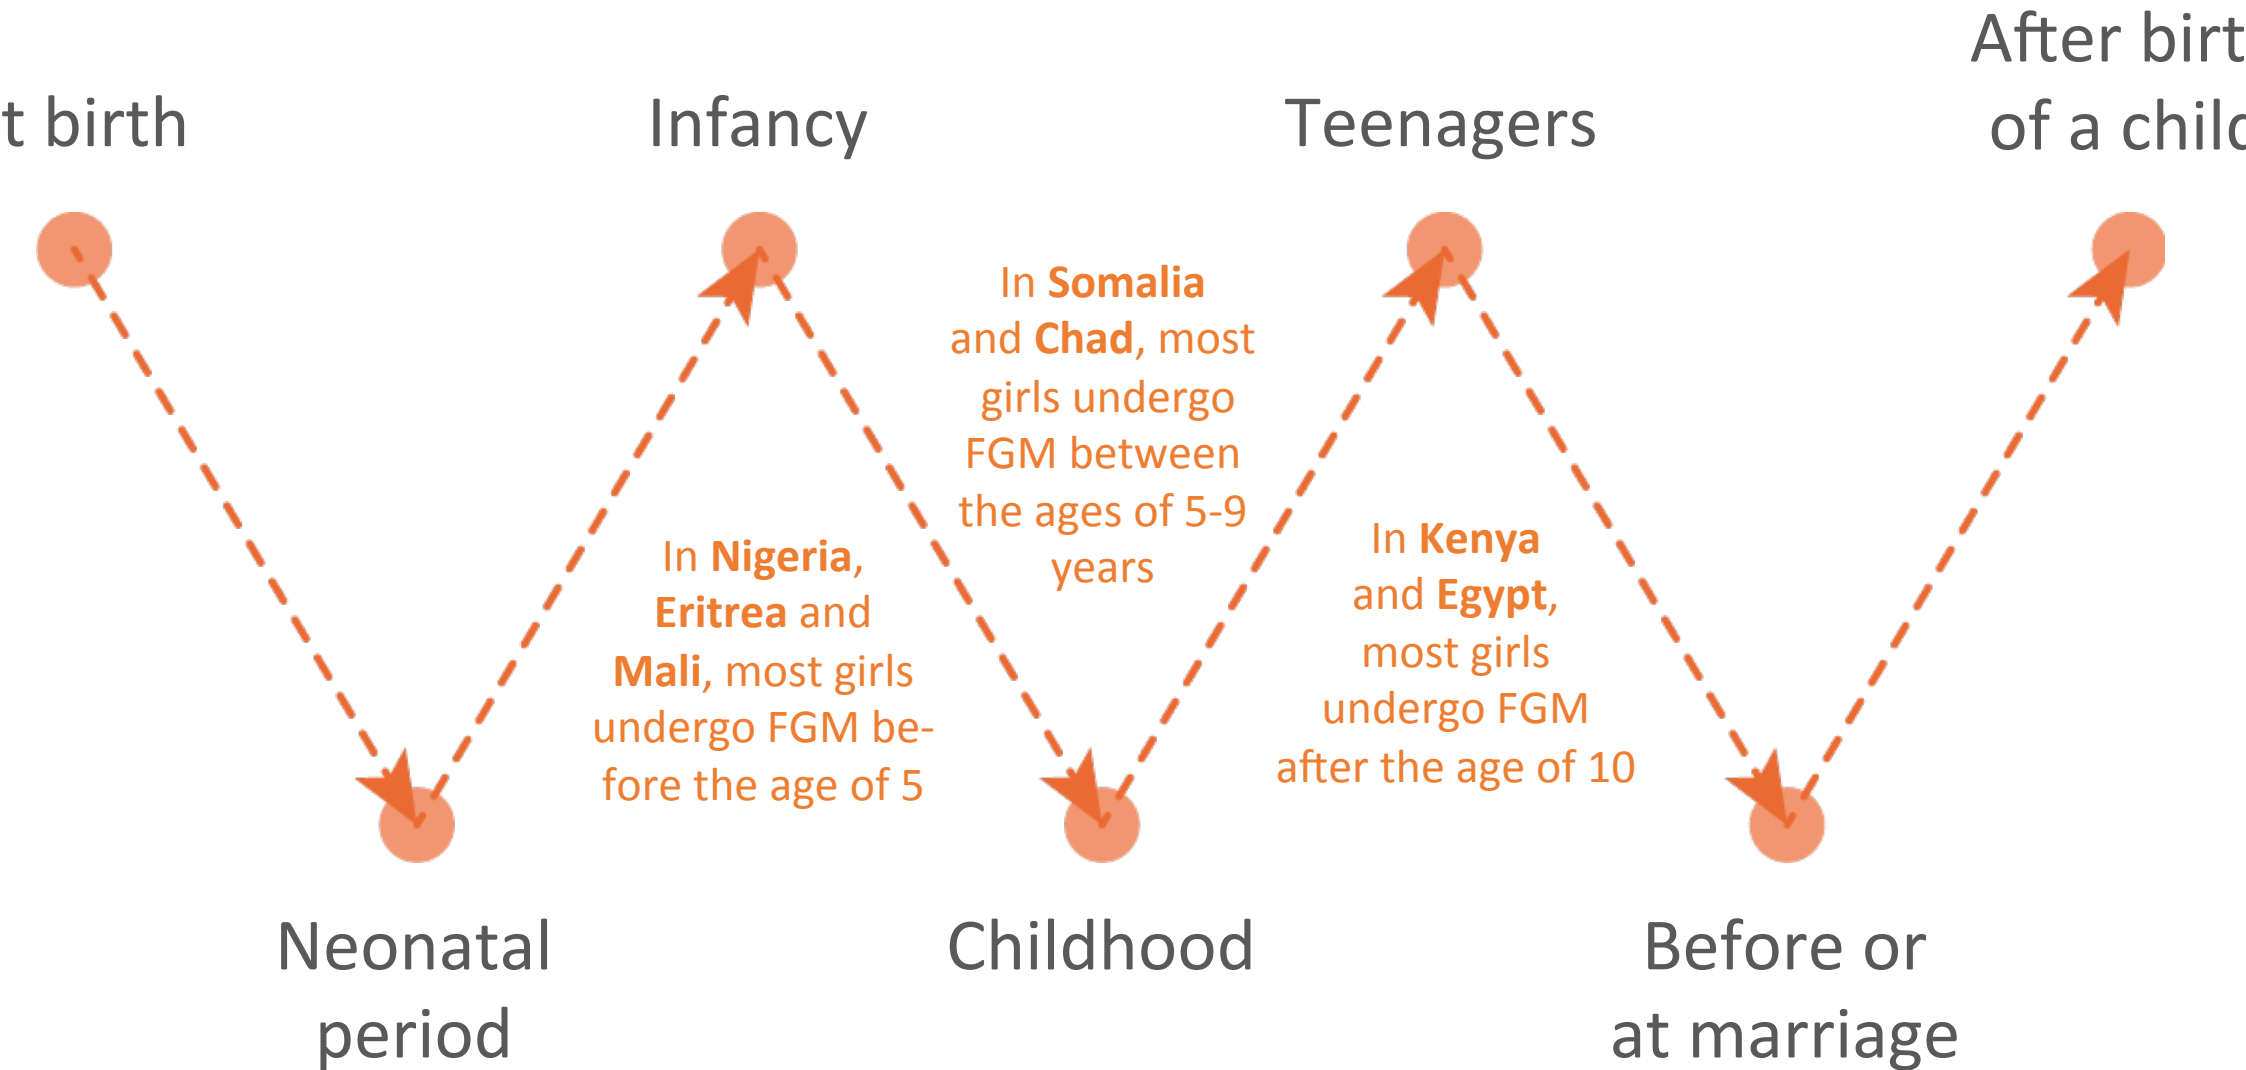 t birth
Neonatal
period
Infancy
In Nigeria,
Eritrea and
Mali, most girls
undergo FGM be-
fore the age of 5
In Somalia
and Chad, most
girls undergo
FGM between
the ages of 5-9
years
Childhood
Teenagers
In Kenya
and Egypt,
most girls
undergo FGM
after the age of 10
Before or
at marriage
After birt
of a chil